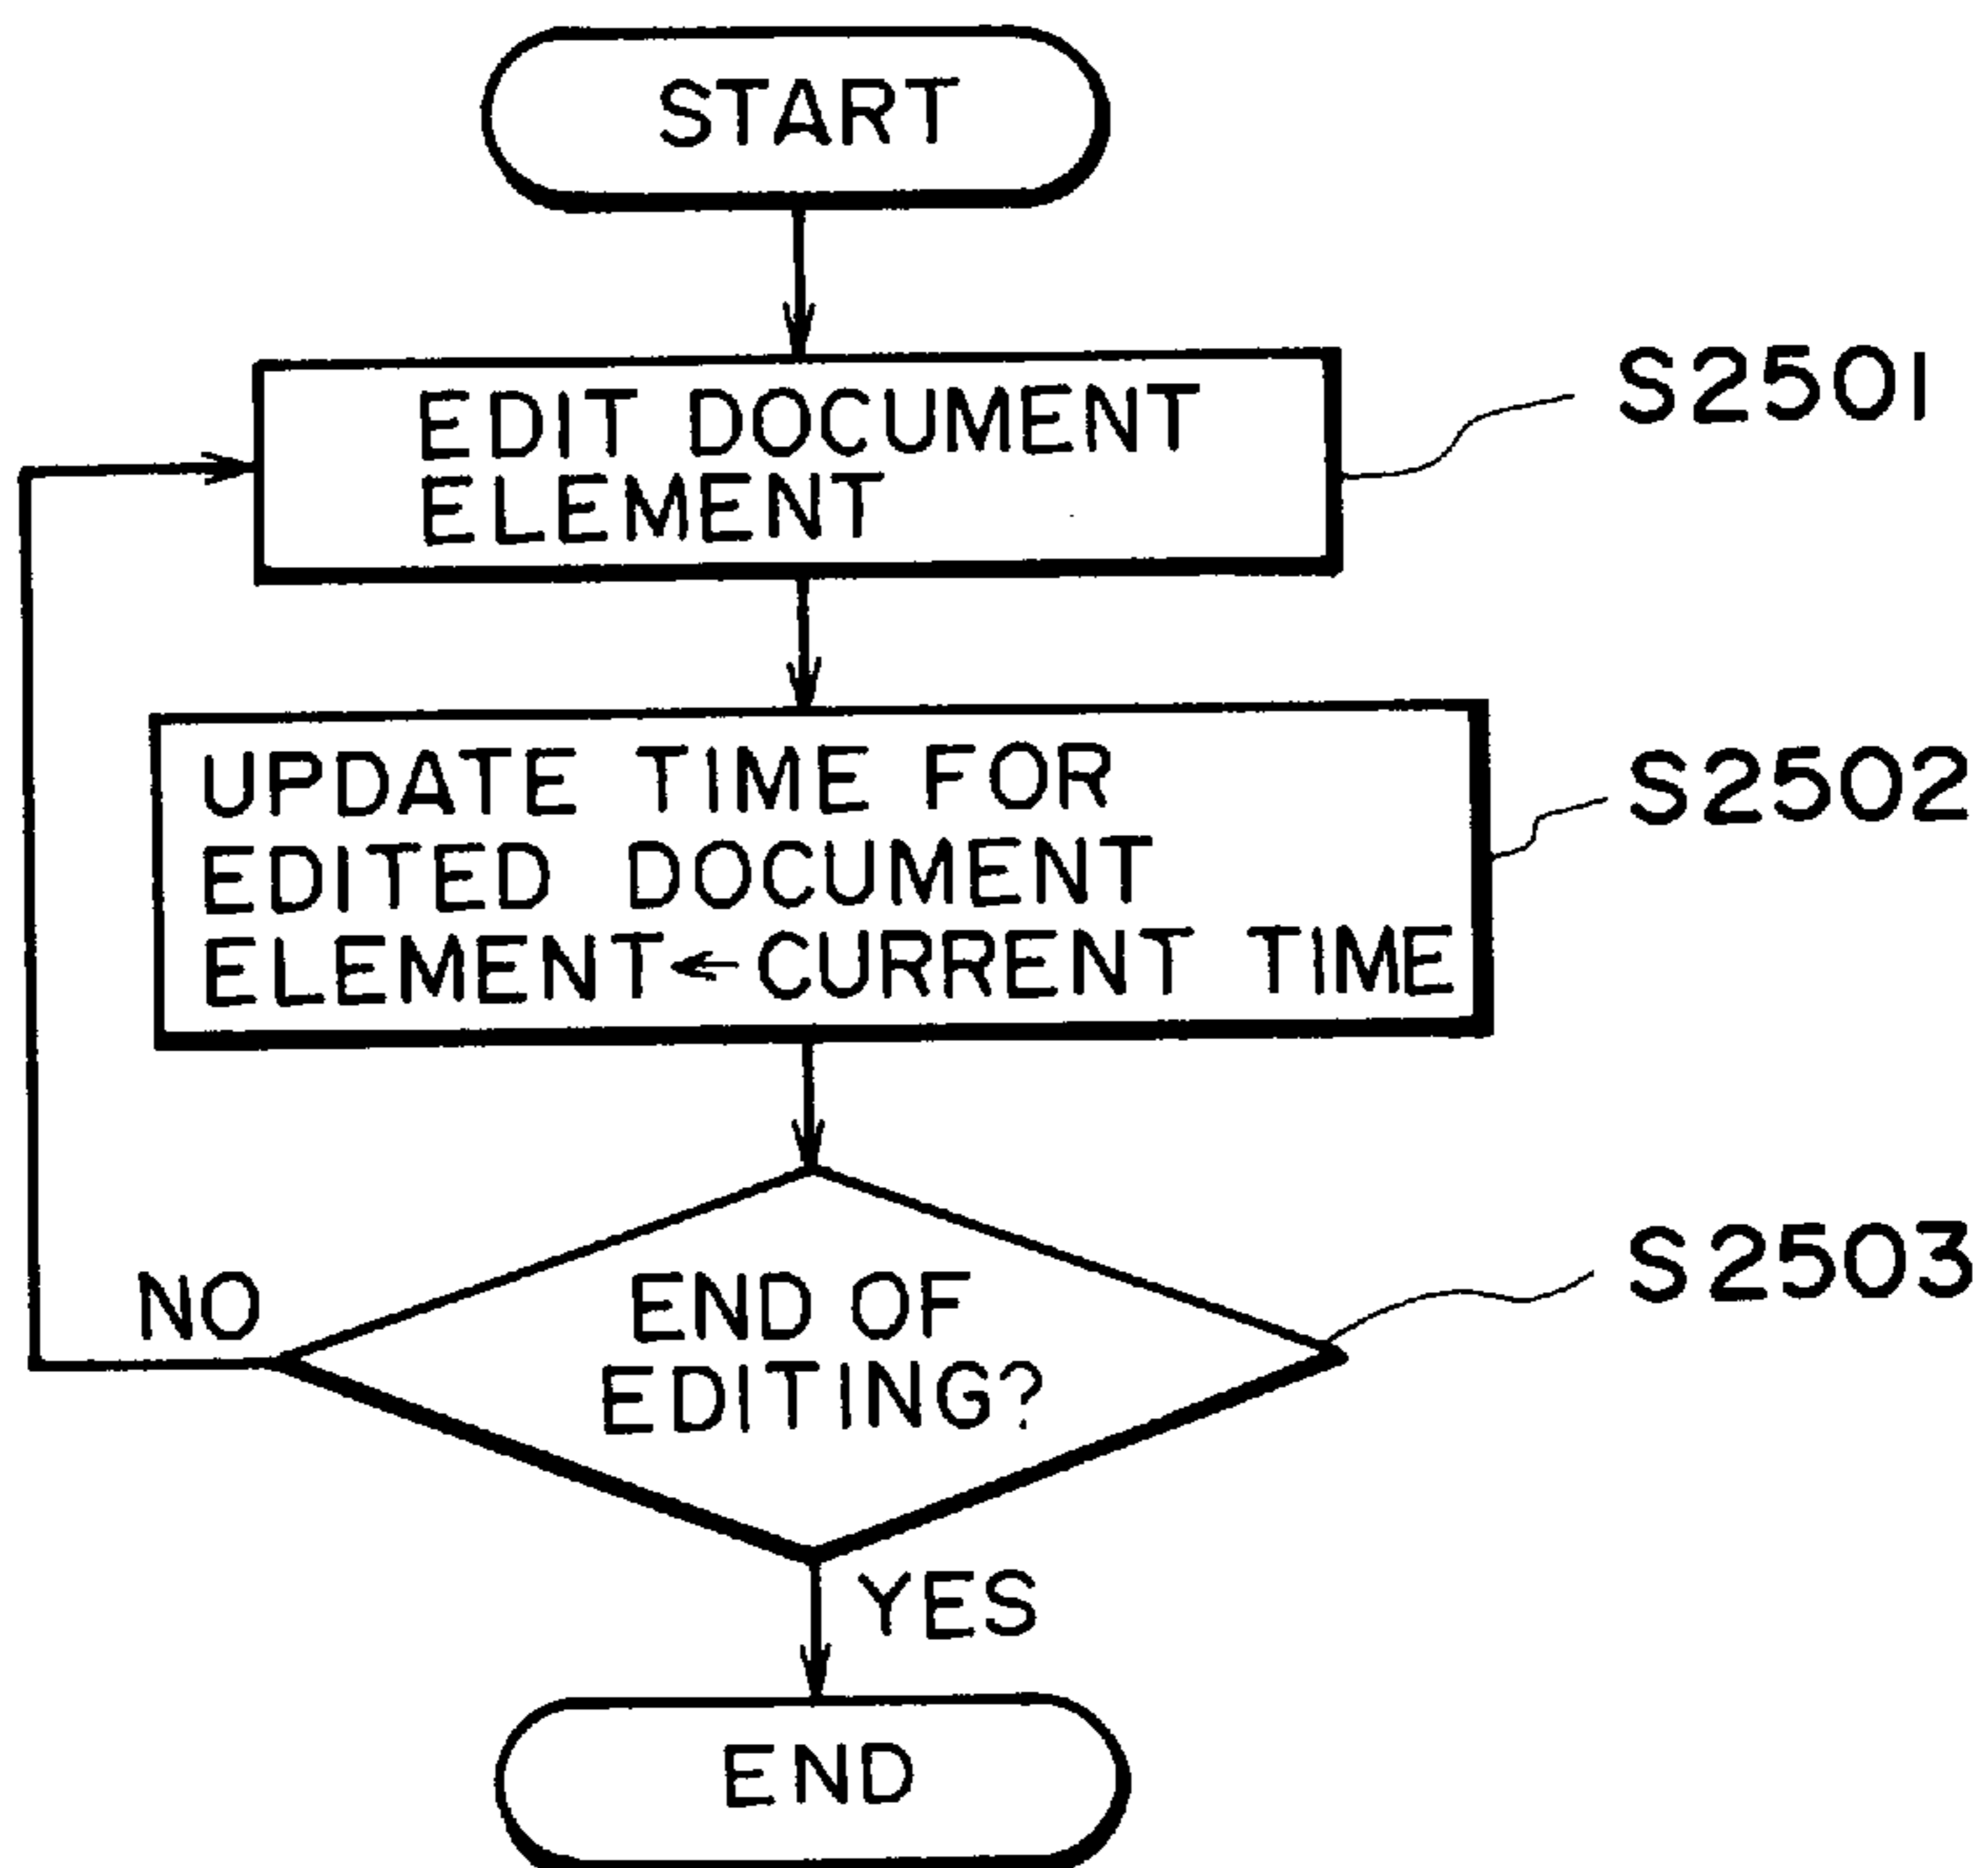 START
EDIT DOCUMENT
ELEMENT
S2501
UPDATE TIME FOR
EDITED DOCUMENT
ELEMENT←CURRENT TIME
S2502
END OF
EDITING?
S2503
NO
YES
END